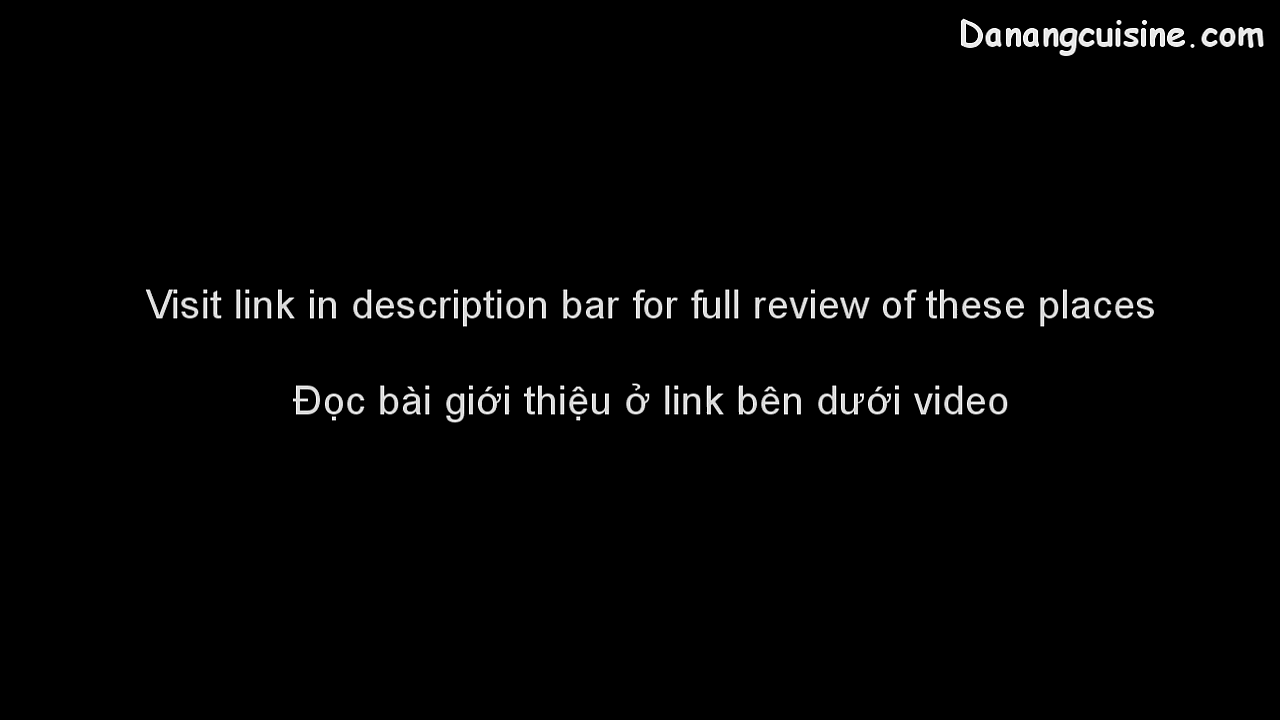 Danangcuisine.com
Visit link in description bar for full review of these places
Đọc bài giới thiệu ở link bên dưới video